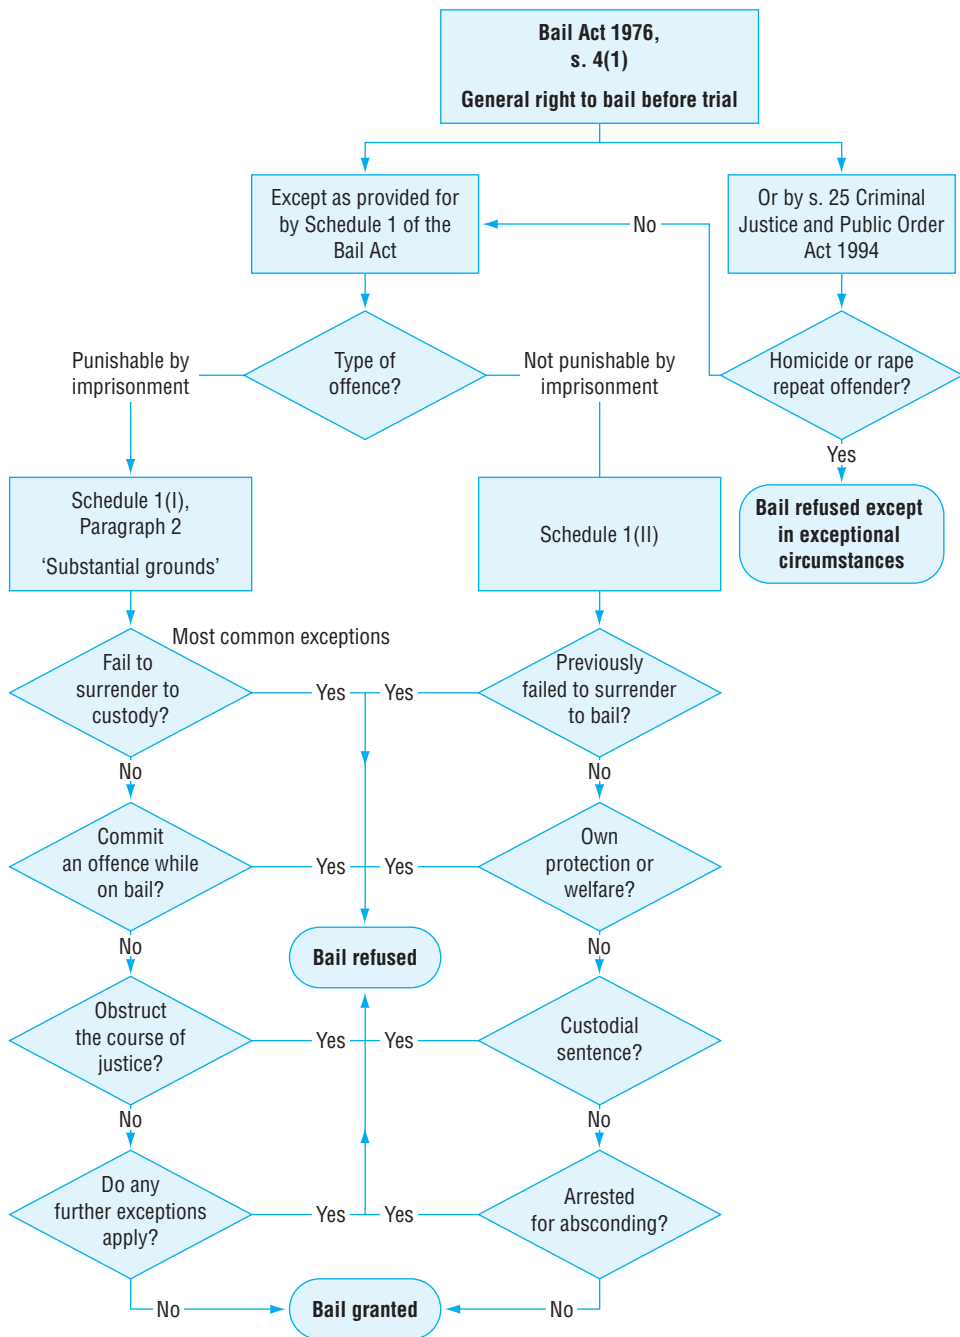 Bail Act 1976,
s. 4(1)
General right to bail before trial
Except as provided for
by Schedule 1 of the
Bail Act
No
Or by s. 25 Criminal
Justice and Public Order
Act 1994
Punishable by
imprisonment
Type of
offence?
Not punishable by
imprisonment
Homicide or rape
repeat offender?
Yes
Bail refused except
in exceptional
circumstances
Schedule 1(I),
Paragraph 2
‘Substantial grounds’
Schedule 1(II)
Most common exceptions
Fail to
surrender to
custody?
Yes
Yes
Previously
failed to surrender
to bail?
No
No
Commit
an offence while
on bail?
Yes
Yes
Own
protection or
welfare?
No
Bail refused
No
Obstruct
the course of
justice?
Yes
Yes
Custodial
sentence?
No
No
Do any
further exceptions
apply?
Yes
Yes
Arrested
for absconding?
No
Bail granted
No